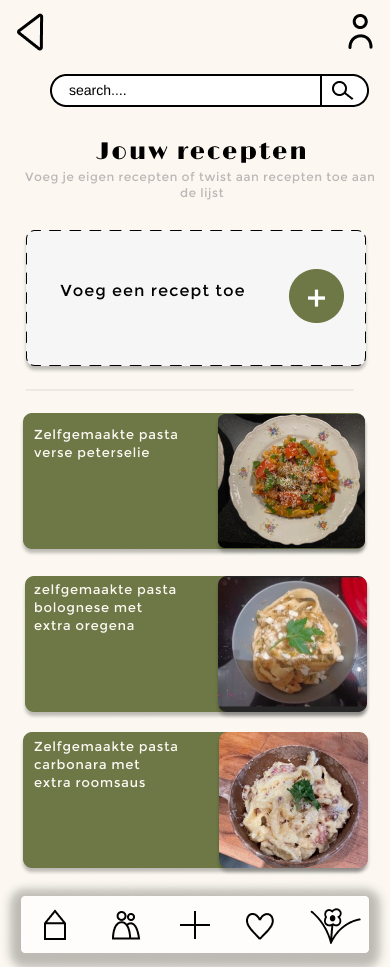 search....
Jouw recepten
Voeg je eigen recepten of twist aan recepten toe aan
de lijst
Voeg een recept toe
Zelfgemaakte pasta
verse peterselie
zelfgemaakte pasta
bolognese met
extra oregena
Zelfgemaakte pasta
carbonara met
extra roomsaus